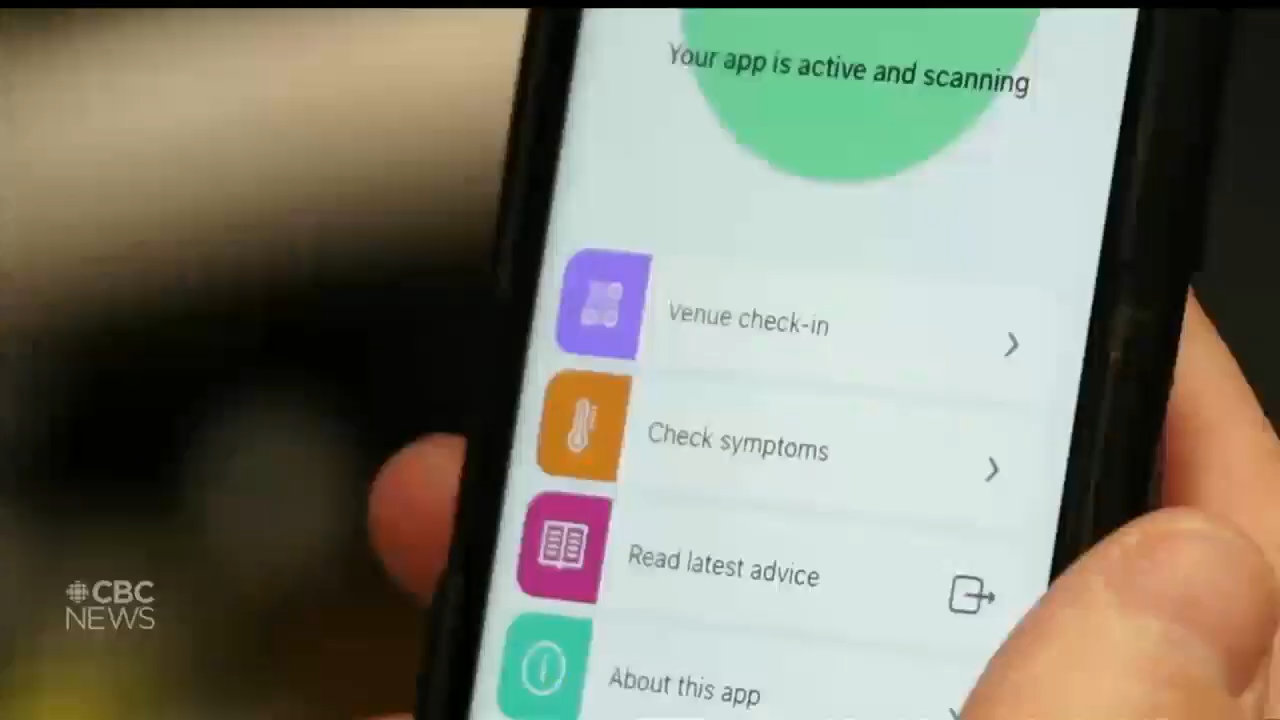 Your app is active and scanning
Venue check-in
Check symptoms
Read latest advice
About this app
CBC
NEWS